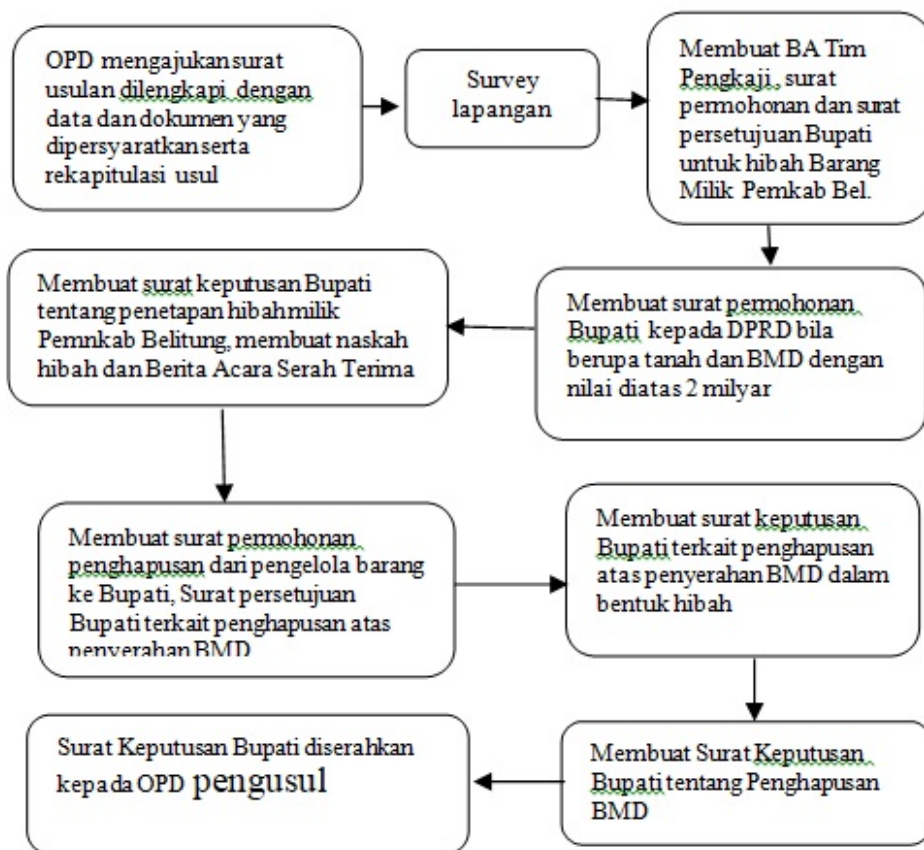 OPD mengajukan surat
usulan dilengkapi dengan
data dan dokumen yang
dipersyaratkan serta
rekapitulasi usul
Survey
lapangan
Membuat BA Tim
Pengkaji, surat
permohonan dan surat
persetujuan Bupati
untuk hibah Barang
Milik Pemkab Bel.
Membuat surat permohonan
Bupati kepada DPRD bila
berupa tanah dan BMD dengan
nilai diatas 2 milyar
Membuat surat keputusan Bupati
tentang penetapan hibah milik
Pemnkab Belitung, membuat naskah
hibah dan Berita Acara Serah Terima
Membuat surat permohonan
penghapusan dari pengelola barang
ke Bupati, Surat persetujuan
Bupati terkait penghapusan atas
penyerahan BMD
Membuat surat keputusan
Bupati terkait penghapusan
atas penyerahan BMD dalam
bentuk hibah
Membuat Surat Keputusan
Bupati tentang Penghapusan
BMD
Surat Keputusan Bupati diserahkan
kepada OPD pengusul